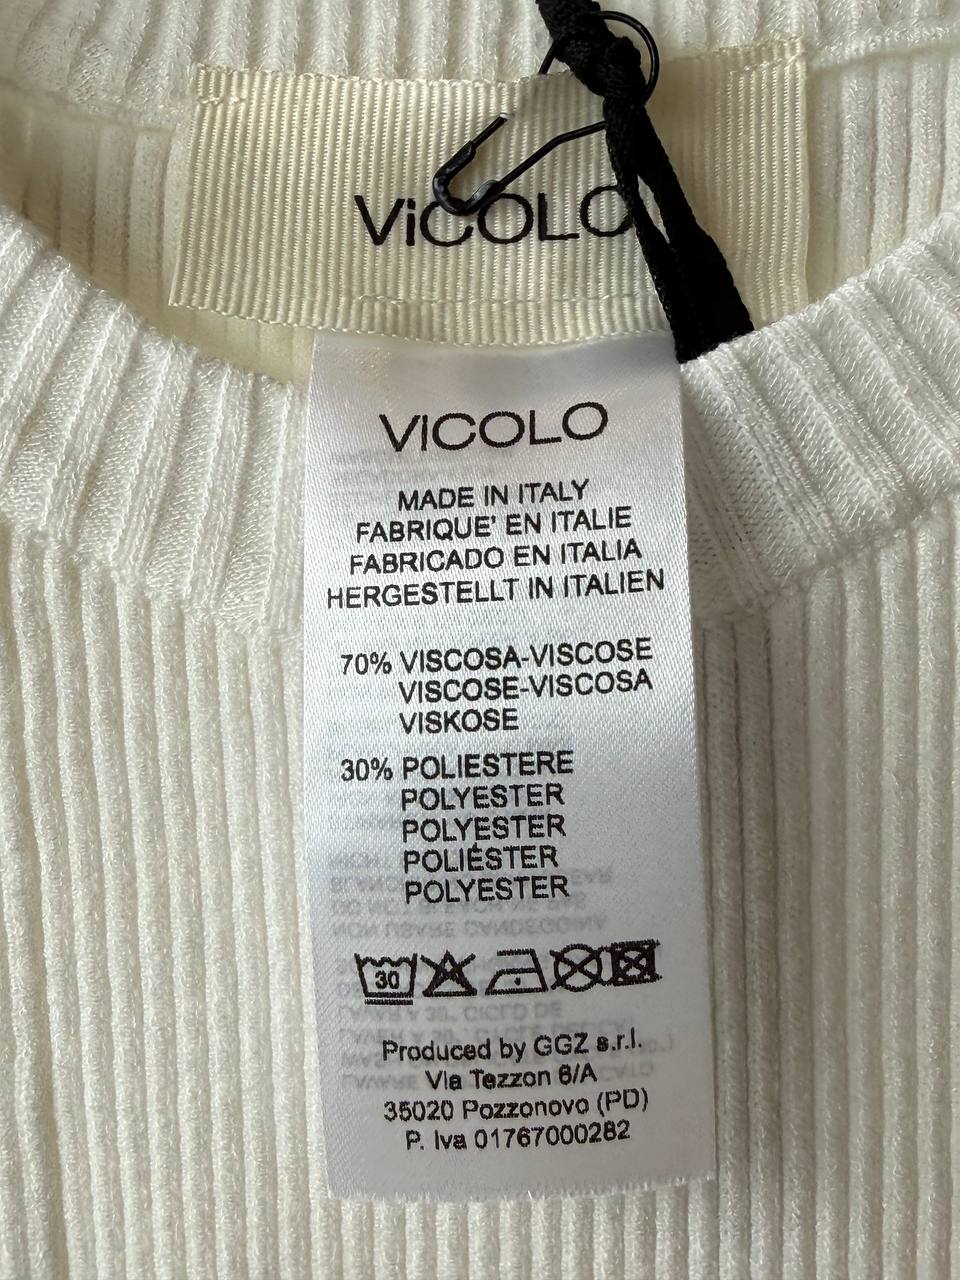 ViCOLO
VICOLO
MADE IN ITALY
FABRIQUE' EN ITALIE
FABRICADO EN ITALIA
HERGESTELLT IN ITALIEN
70% VISCOSA-VISCOSE
VISCOSE-VISCOSA
VISKOSE
30% POLIESTERE
POLYESTER
POLYESTER
POLIÉSTER
POLYESTER
30
Produced by GGZ s.r.l.
Via Tezzon 6/A
35020 Pozzonovo (PD)
P. Iva 01767000282